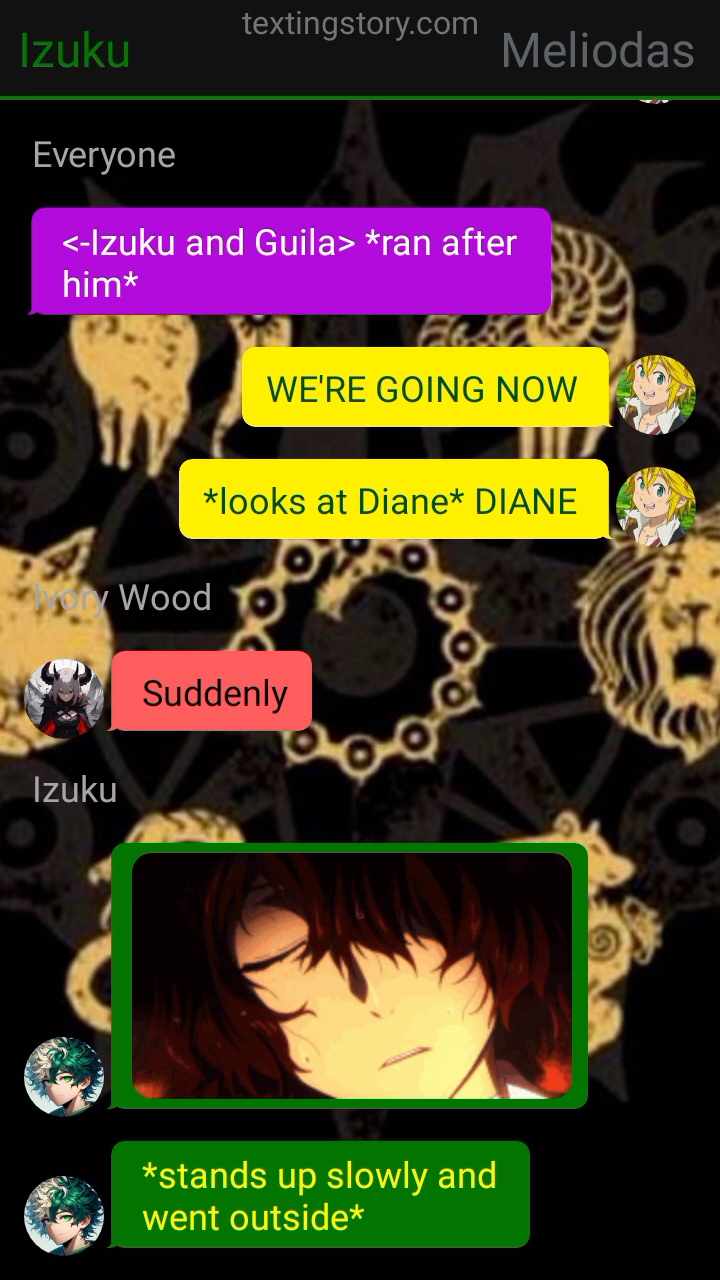 textingstory.com
Izuku
Meliodas
Everyone
<-Izuku and Guila> *ran after
him*
WE'RE GOING NOW
*looks at Diane* DIANE
Ivory Wood
Suddenly
Izuku
*stands up slowly and
went outside*